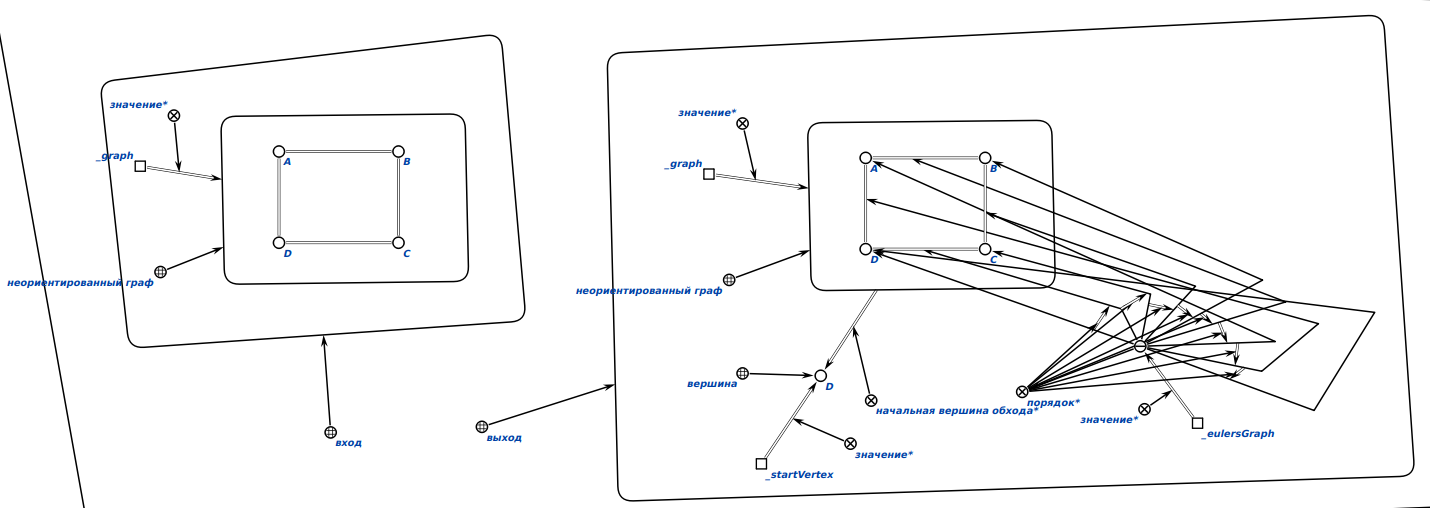 значение*
_graph
A
B
D
C
неориентированный граф
вход
выход
значение*
_graph
A
B
D
C
неориентированный граф
вершина
D
начальная вершина обхода*
порядок*
значение*
_eulersGraph
значение*
_startVertex